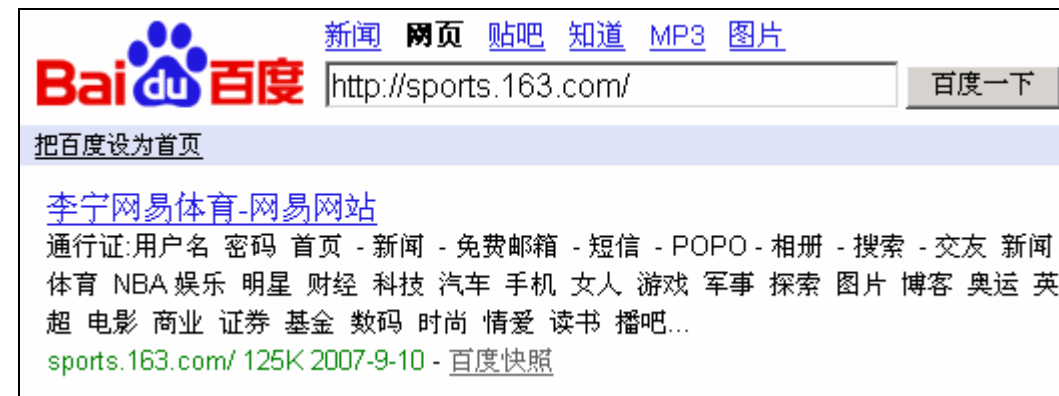 新闻 网页 贴吧 知道 MP3 图片
Bai du 百度 http://sports.163.com/ 百度一下
把百度设为首页
李宁网易体育-网易网站
通行证:用户名 密码 首页 - 新闻 - 免费邮箱 - 短信 - POPO - 相册 - 搜索 - 交友 新闻
体育 NBA 娱乐 明星 财经 科技 汽车 手机 女人 游戏 军事 探索 图片 博客 奥运 英
超 电影 商业 证券 基金 数码 时尚 情爱 读书 播吧...
sports.163.com/ 125K 2007-9-10 - 百度快照